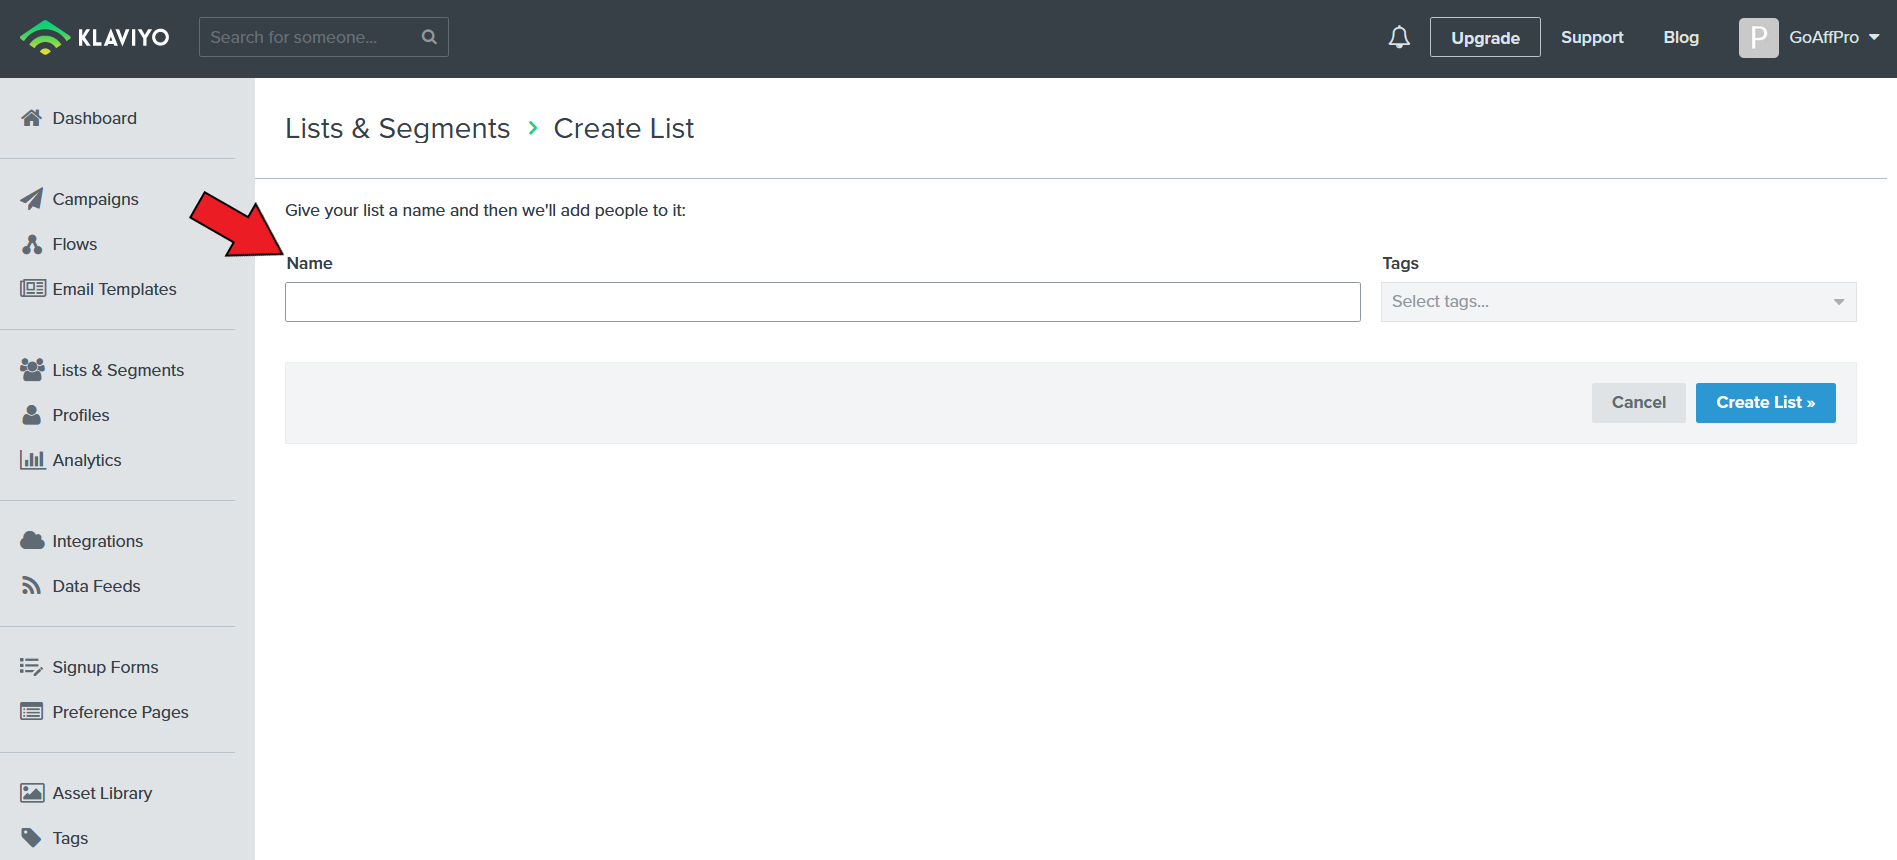 KLAVIYO
Search for someone...
Upgrade
Support
Blog
P
GoAffPro
Dashboard
Campaigns
Flows
Email Templates
Lists & Segments
Profiles
Analytics
Integrations
Data Feeds
Signup Forms
Preference Pages
Asset Library
Tags
Lists & Segments › Create List
Give your list a name and then we'll add people to it:
Name
Tags
Select tags...
Cancel
Create List »